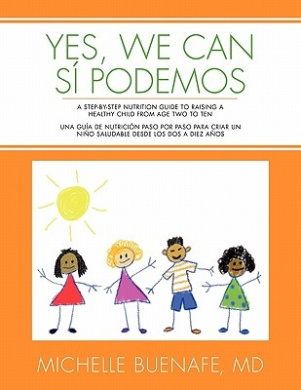 YES, WE CAN
SÍ PODEMOS
A STEP-BY-STEP NUTRITION GUIDE TO RAISING A
HEALTHY CHILD FROM AGE TWO TO TEN
UNA GUÍA DE NUTRICIÓN PASO POR PASO PARA CRIAR UN
NIÑO SALUDABLE DESDE LOS DOS A DIEZ AÑOS
MICHELLE BUENAFE, MD